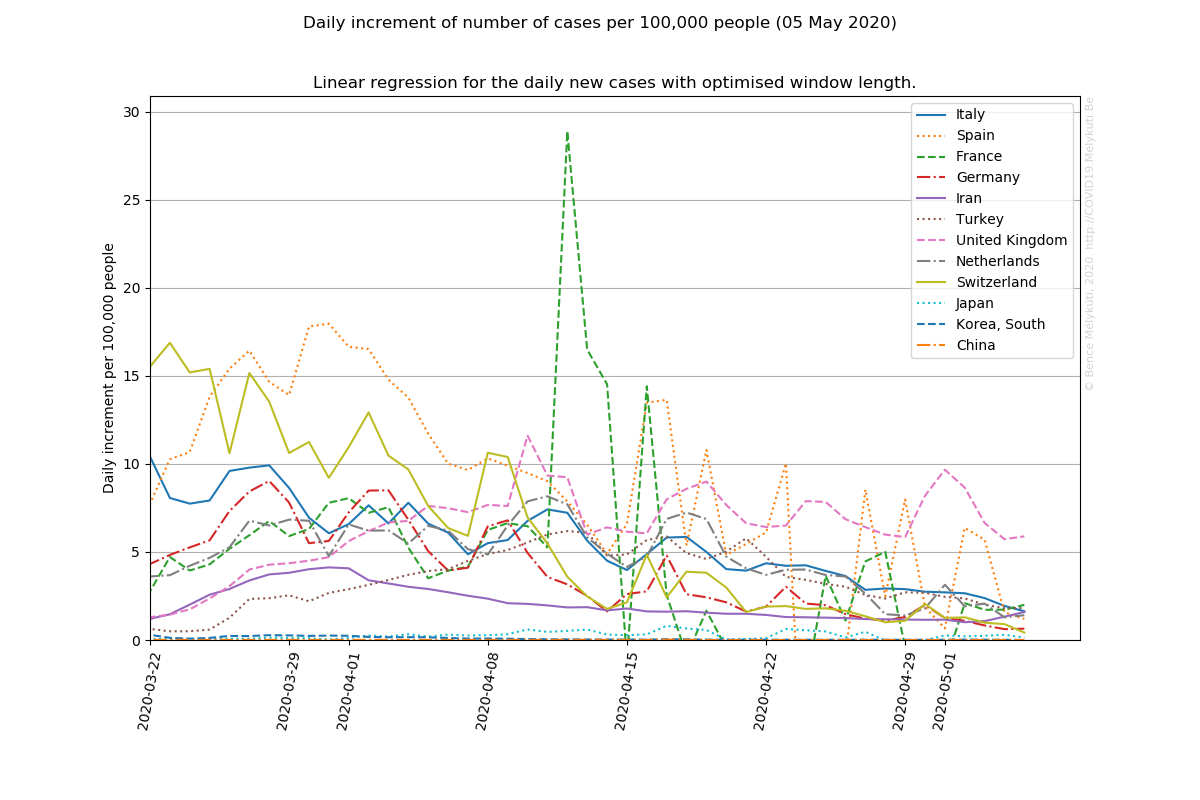 Daily increment of number of cases per 100,000 people (05 May 2020)
Linear regression for the daily new cases with optimised window length.
Daily increment per 100,000 people
30
25
20
15
10
5
0
2020-03-22
2020-03-29
2020-04-01
2020-04-08
2020-04-15
2020-04-22
2020-04-29
2020-05-01
Italy
Spain
France
Germany
Iran
Turkey
United Kingdom
Netherlands
Switzerland
Japan
Korea, South
China
© Bence Mélykúti, 2020. http://COVID19.Melykuti.Be